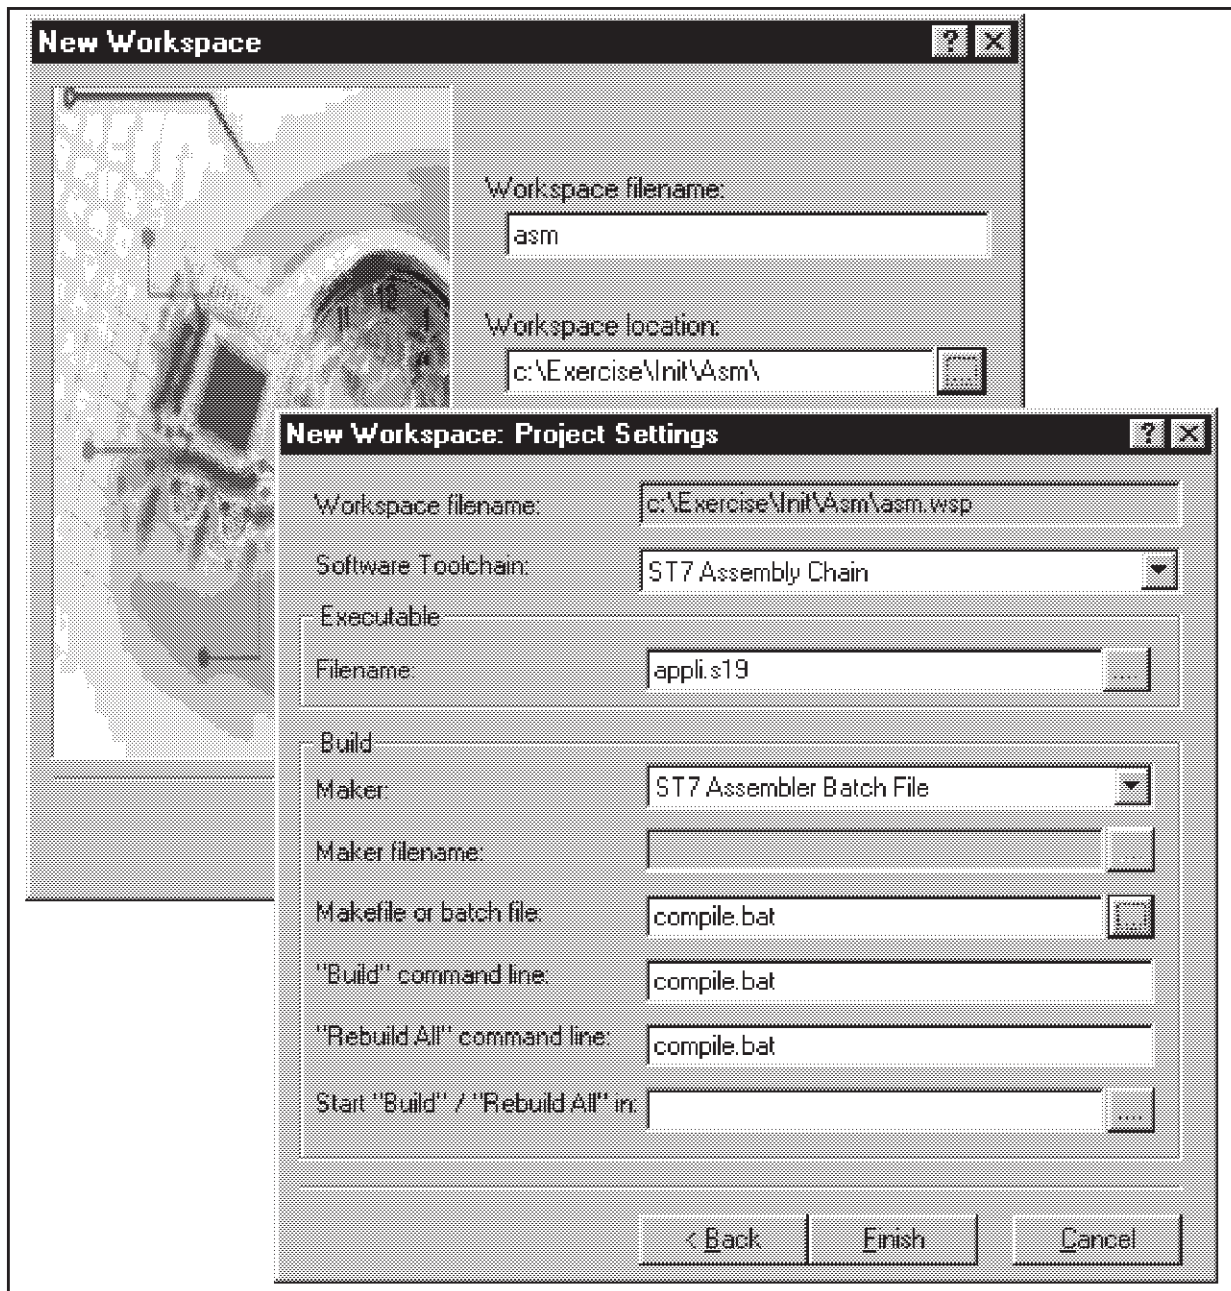 New Workspace
Workspace filename:
asm
Workspace location:
c:\Exercise\Init\Asm\
...
New Workspace: Project Settings
Workspace filename:
c:\Exercise\Init\Asm\asm.wsp
Software Toolchain:
ST7 Assembly Chain
Executable
Filename:
appli.s19
....
Build
Maker:
ST7 Assembler Batch File
Maker filename:
...
Makefile or batch file:
compile.bat
...
"Build" command line:
compile.bat
"Rebuild All" command line:
compile.bat
Start "Build" / "Rebuild All" in:
....
< Back
Finish
Cancel